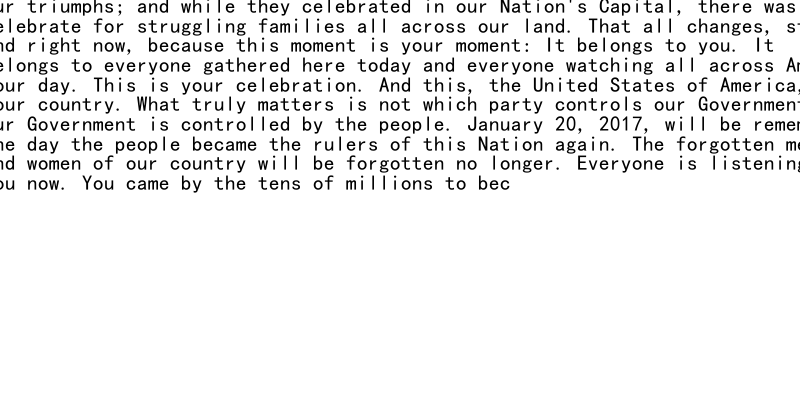 ur triumphs; and while they celebrated in our Nation's Capital, there was
elebrate for struggling families all across our land. That all changes, st
nd right now, because this moment is your moment: It belongs to you. It
elongs to everyone gathered here today and everyone watching all across Am
our day. This is your celebration. And this, the United States of America,
our country. What truly matters is not which party controls our Government
ur Government is controlled by the people. January 20, 2017, will be remem
he day the people became the rulers of this Nation again. The forgotten me
nd women of our country will be forgotten no longer. Everyone is listening
ou now. You came by the tens of millions to bec